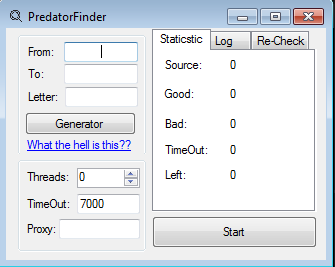 PredatorFinder
From:
To:
Letter:
Generator
What the hell is this??
Threads: 0
TimeOut: 7000
Proxy:
Staticstic Log Re-Check
Source: 0
Good: 0
Bad: 0
TimeOut: 0
Left: 0
Start